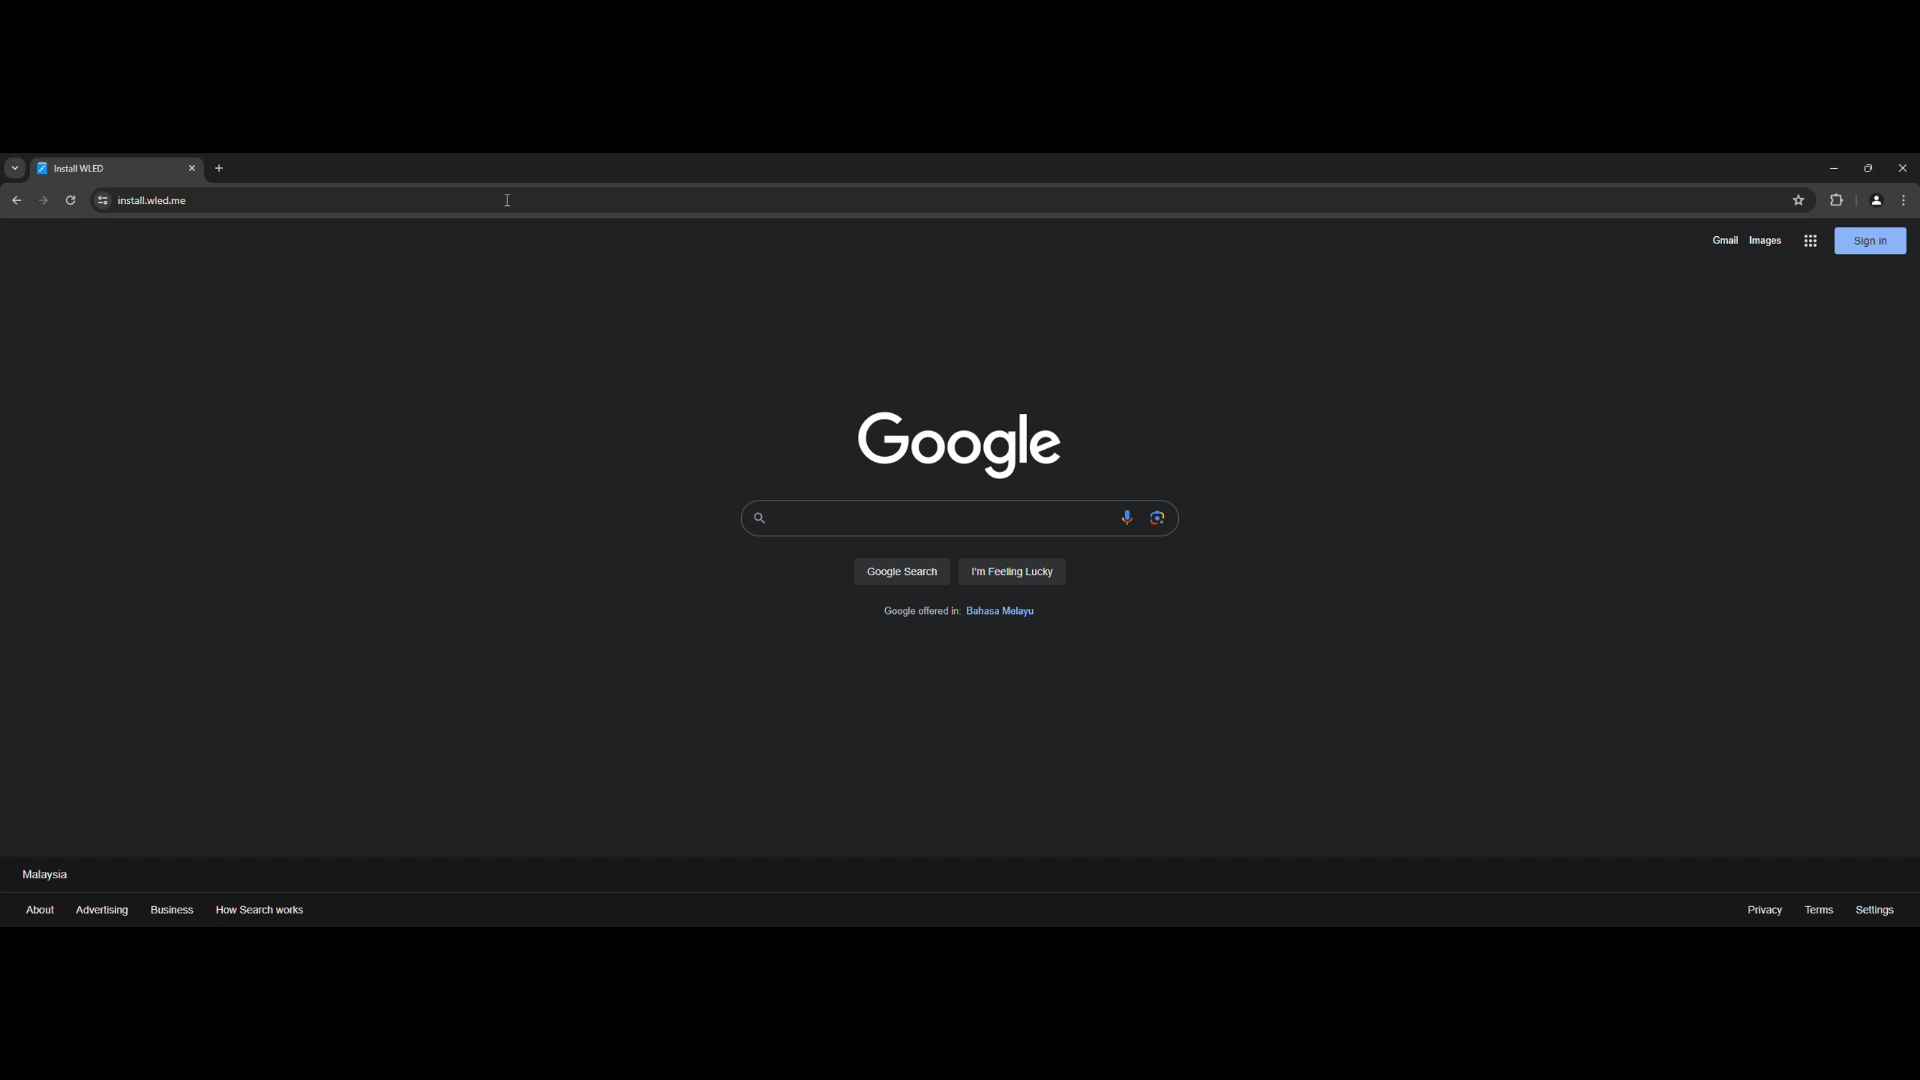 Install WLED
install.wled.me
Gmail Images Sign in
Google
Google Search I'm Feeling Lucky
Google offered in: Bahasa Melayu
Malaysia
About Advertising Business How Search works Privacy Terms Settings